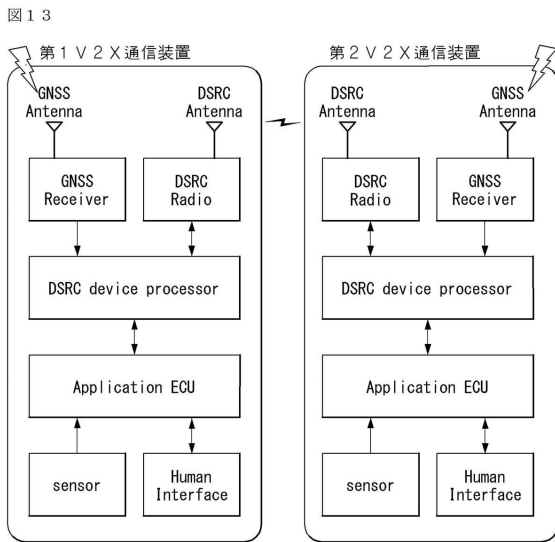 図１３
第１Ｖ２Ｘ通信装置
GNSS
Antenna
DSRC
Antenna
GNSS
Receiver
DSRC
Radio
DSRC device processor
Application ECU
sensor
Human
Interface
第２Ｖ２Ｘ通信装置
DSRC
Antenna
GNSS
Antenna
DSRC
Radio
GNSS
Receiver
DSRC device processor
Application ECU
sensor
Human
Interface